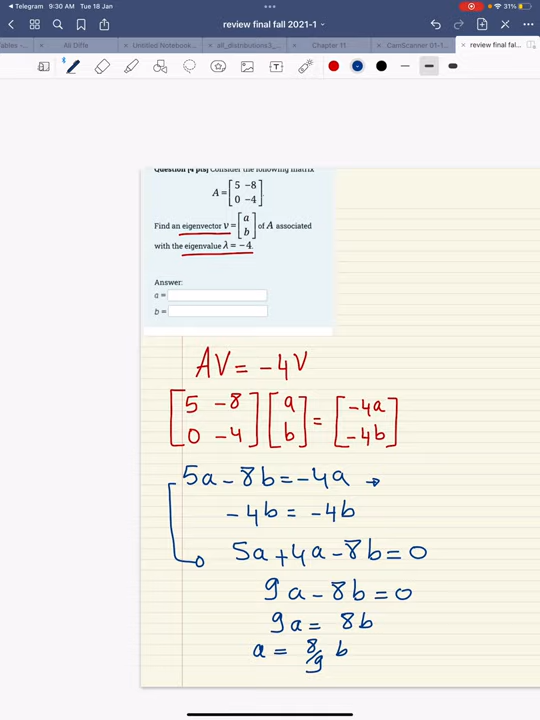 Telegram 9:30 AM Tue 18 Jan 31%
review final fall 2021-1
ables - Ali Diffe Untitled Notebook... all_distributions3_... Chapter 11 CamScanner 01-1... review final fall...
Question [4 pts] Consider the following matrix
A = [5 -8
0 -4].
Find an eigenvector v = [a
b] of A associated
with the eigenvalue λ = -4.
Answer:
a =
b =
AV = -4V
[5 -8 [a = [-4a
0 -4] b] -4b]
5a - 8b = -4a →
-4b = -4b
5a + 4a - 8b = 0
9a - 8b = 0
9a = 8b
a = 8/9 b